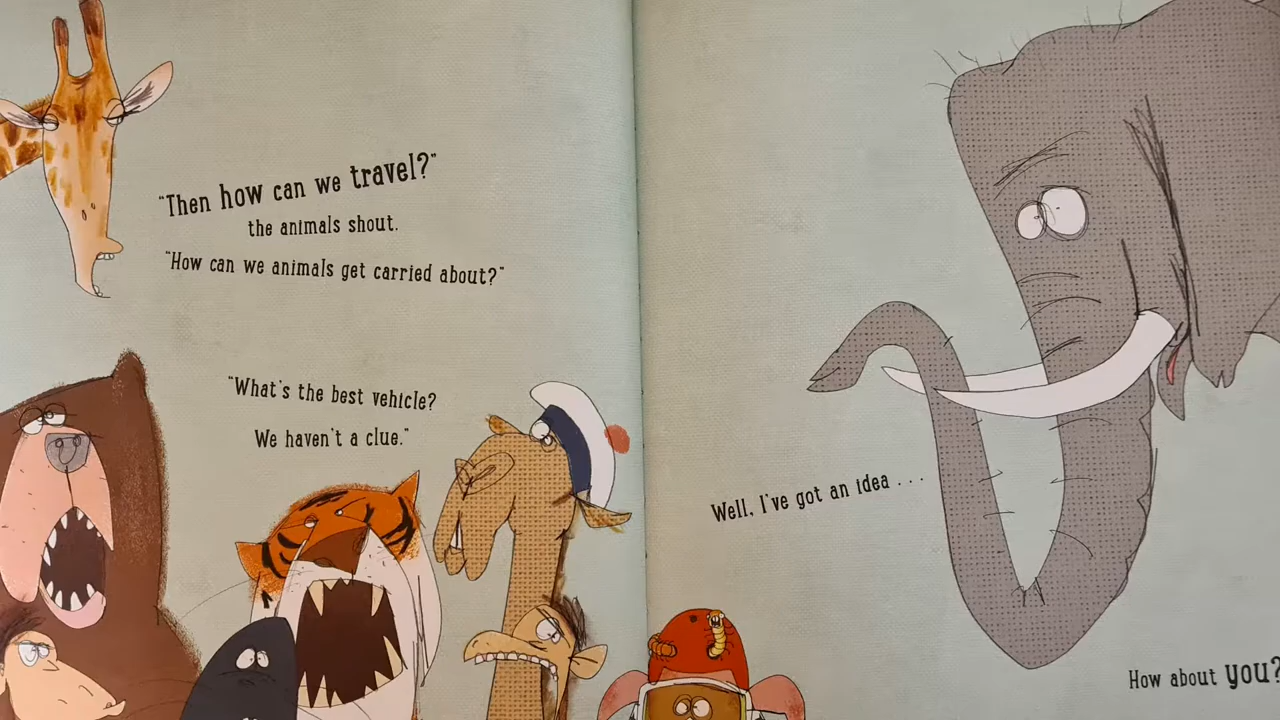 "Then how can we travel?"
the animals shout.
"How can we animals get carried about?"
"What's the best vehicle?
We haven't a clue."
Well, I've got an idea . . .
How about you?